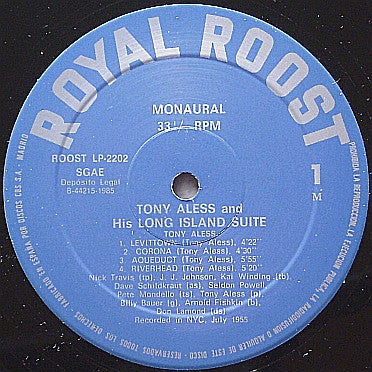 ROYAL ROOST
MONAURAL
33 1/3 RPM
ROOST LP-2202
SGAE
Depósito Legal
B-44215-1985
1
M
TONY ALESS and
His LONG ISLAND SUITE
TONY ALESS
1. LEVITTOWN (Tony Aless), 4'22"
2. CORONA (Tony Aless), 4'30"
3. AQUEDUCT (Tony Aless), 5'55"
4. RIVERHEAD (Tony Aless), 5'20"
Nick Travis (tp), J. J. Johnson, Kai Winding (tb),
Dave Schildkraut (as), Seldon Powell,
Pete Mondello (ts), Tony Aless (p),
Billy Bauer (g), Arnold Fishkin (b),
Don Lamond (ds)
Recorded in NYC, July 1955
FABRICADO EN ESPAÑA POR DISCOS CBS S.A. - MADRID
PROHIBIDA LA REPRODUCCION, LA EJECUCION PUBLICA, LA RADIODIFUSION O ALQUILER DE ESTE DISCO RESERVADOS TODOS LOS DERECHOS